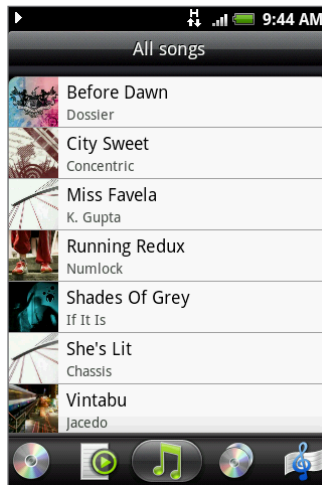 H
9:44 AM
All songs
Before Dawn
Dossier
City Sweet
Concentric
Miss Favela
K. Gupta
Running Redux
Numlock
Shades Of Grey
If It Is
She's Lit
Chassis
Vintabu
Jacedo